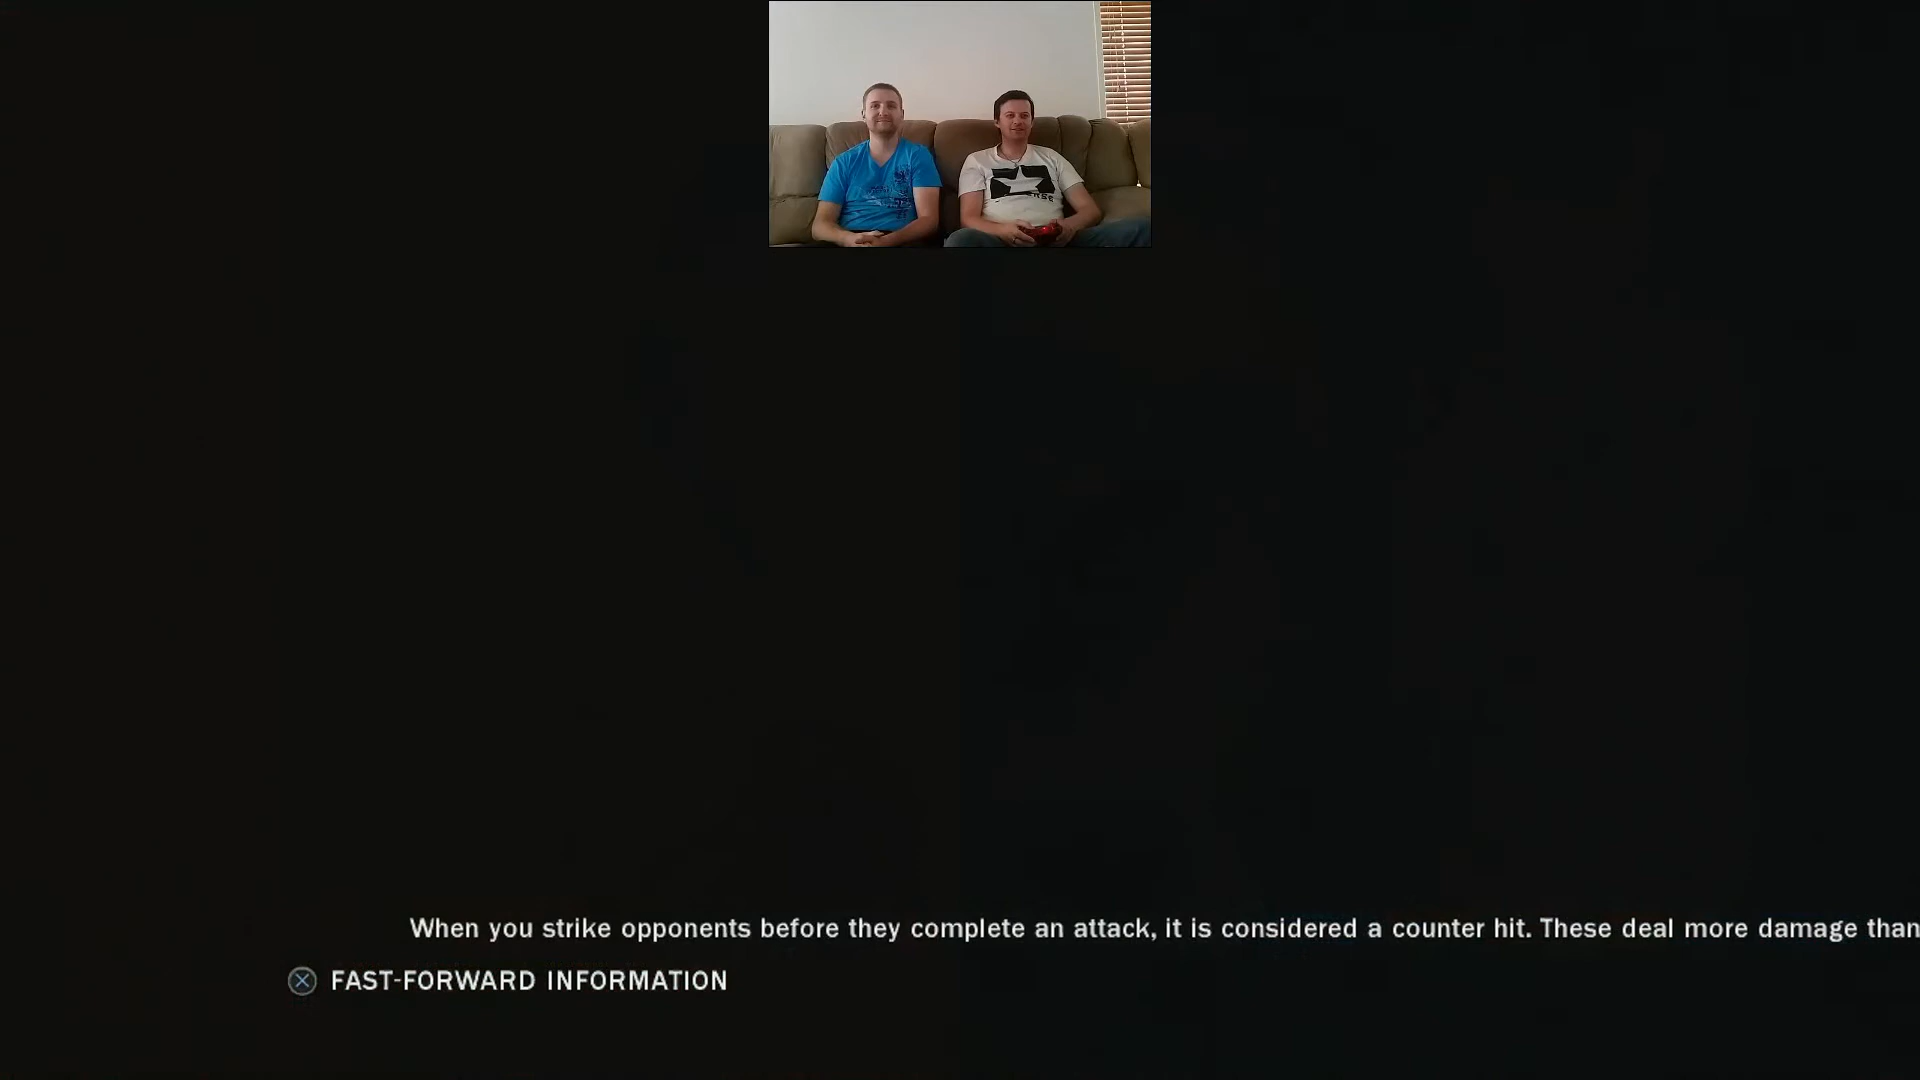 When you strike opponents before they complete an attack, it is considered a counter hit. These deal more damage than
FAST-FORWARD INFORMATION